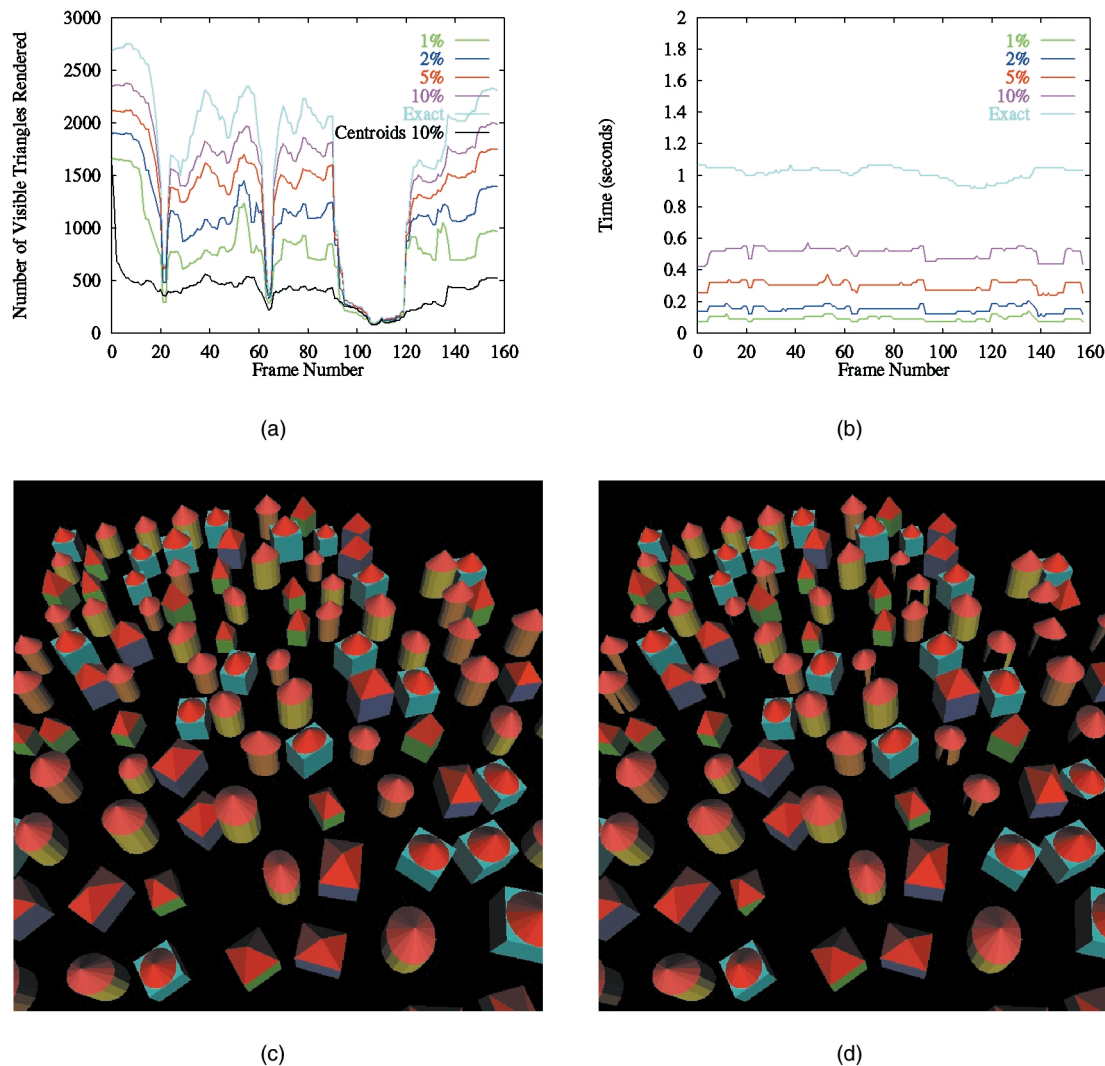 3000
2500
2000
1500
1000
500
0
Number of Visible Triangles Rendered
1%
2%
5%
10%
Exact
Centroids 10%
0 20 40 60 80 100 120 140 160
Frame Number
(a)
2
1.8
1.6
1.4
1.2
1
0.8
0.6
0.4
0.2
0
Time (seconds)
1%
2%
5%
10%
Exact
0 20 40 60 80 100 120 140 160
Frame Number
(b)
(c)
(d)